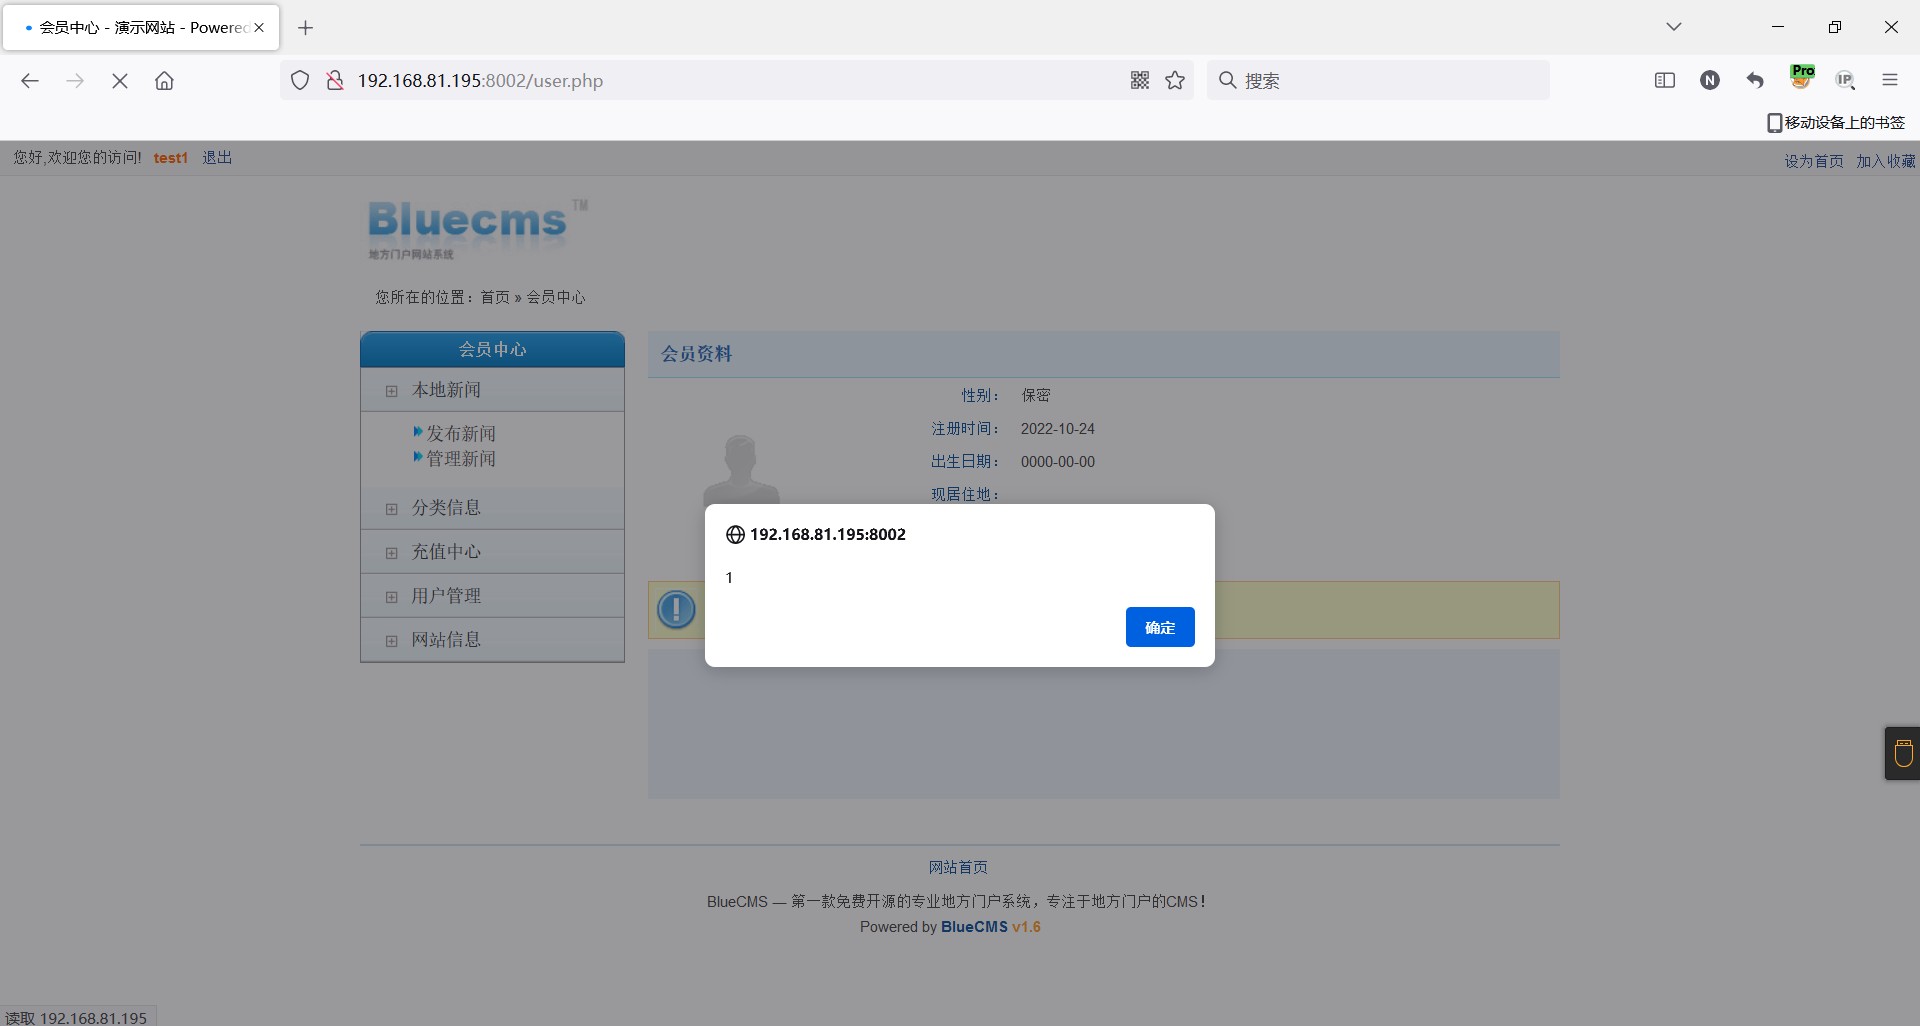 会员中心 - 演示网站 - Powered
192.168.81.195:8002/user.php
搜索
N
Pro
IP
移动设备上的书签
您好,欢迎您的访问! test1 退出
设为首页 加入收藏
Bluecms TM
地方门户网站系统
您所在的位置：首页 » 会员中心
会员中心
本地新闻
发布新闻
管理新闻
分类信息
充值中心
用户管理
网站信息
会员资料
性别： 保密
注册时间： 2022-10-24
出生日期： 0000-00-00
现居住地：
192.168.81.195:8002
1
确定
网站首页
BlueCMS — 第一款免费开源的专业地方门户系统，专注于地方门户的CMS！
Powered by BlueCMS v1.6
读取 192.168.81.195